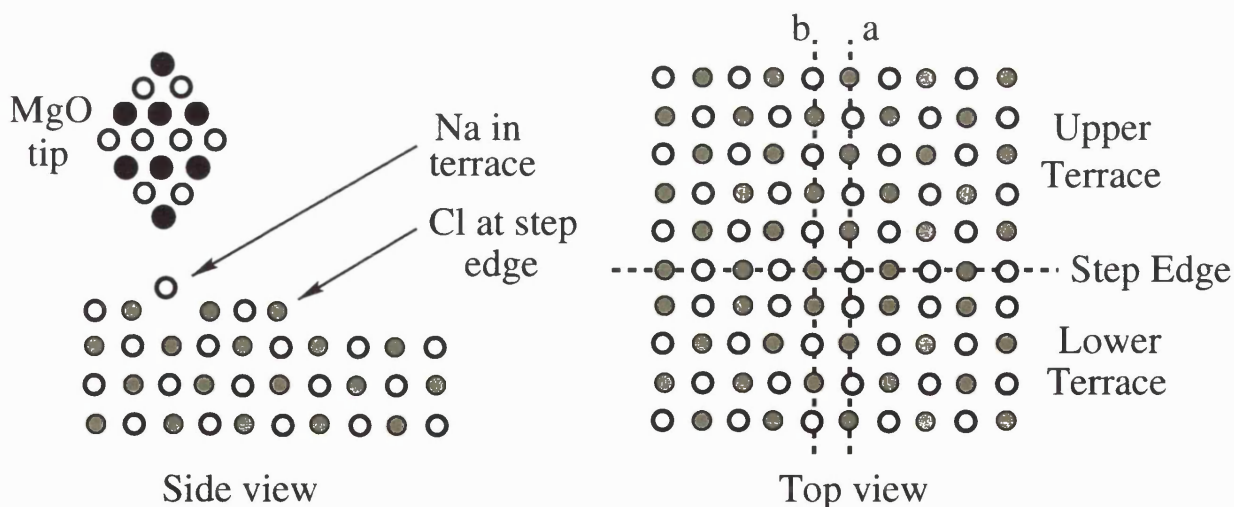 MgO
tip
Na in
terrace
Cl at step
edge
Side view
b
a
Upper
Terrace
Step Edge
Lower
Terrace
Top view